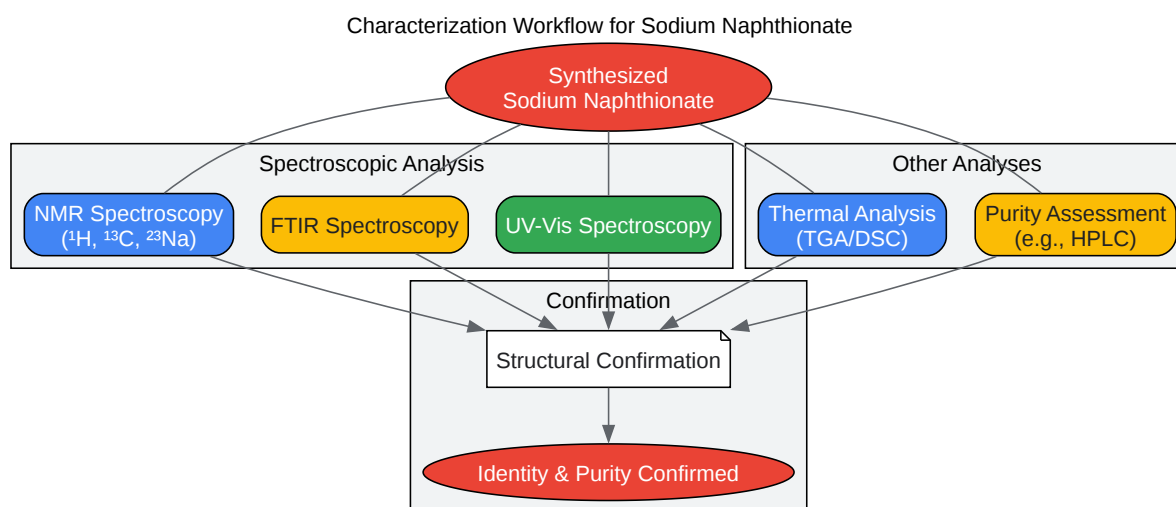 Characterization Workflow for Sodium Naphthionate
Synthesized
Sodium Naphthionate
Spectroscopic Analysis
Other Analyses
NMR Spectroscopy
(¹H, ¹³C, ²³Na)
FTIR Spectroscopy
UV-Vis Spectroscopy
Thermal Analysis
(TGA/DSC)
Purity Assessment
(e.g., HPLC)
Confirmation
Structural Confirmation
Identity & Purity Confirmed